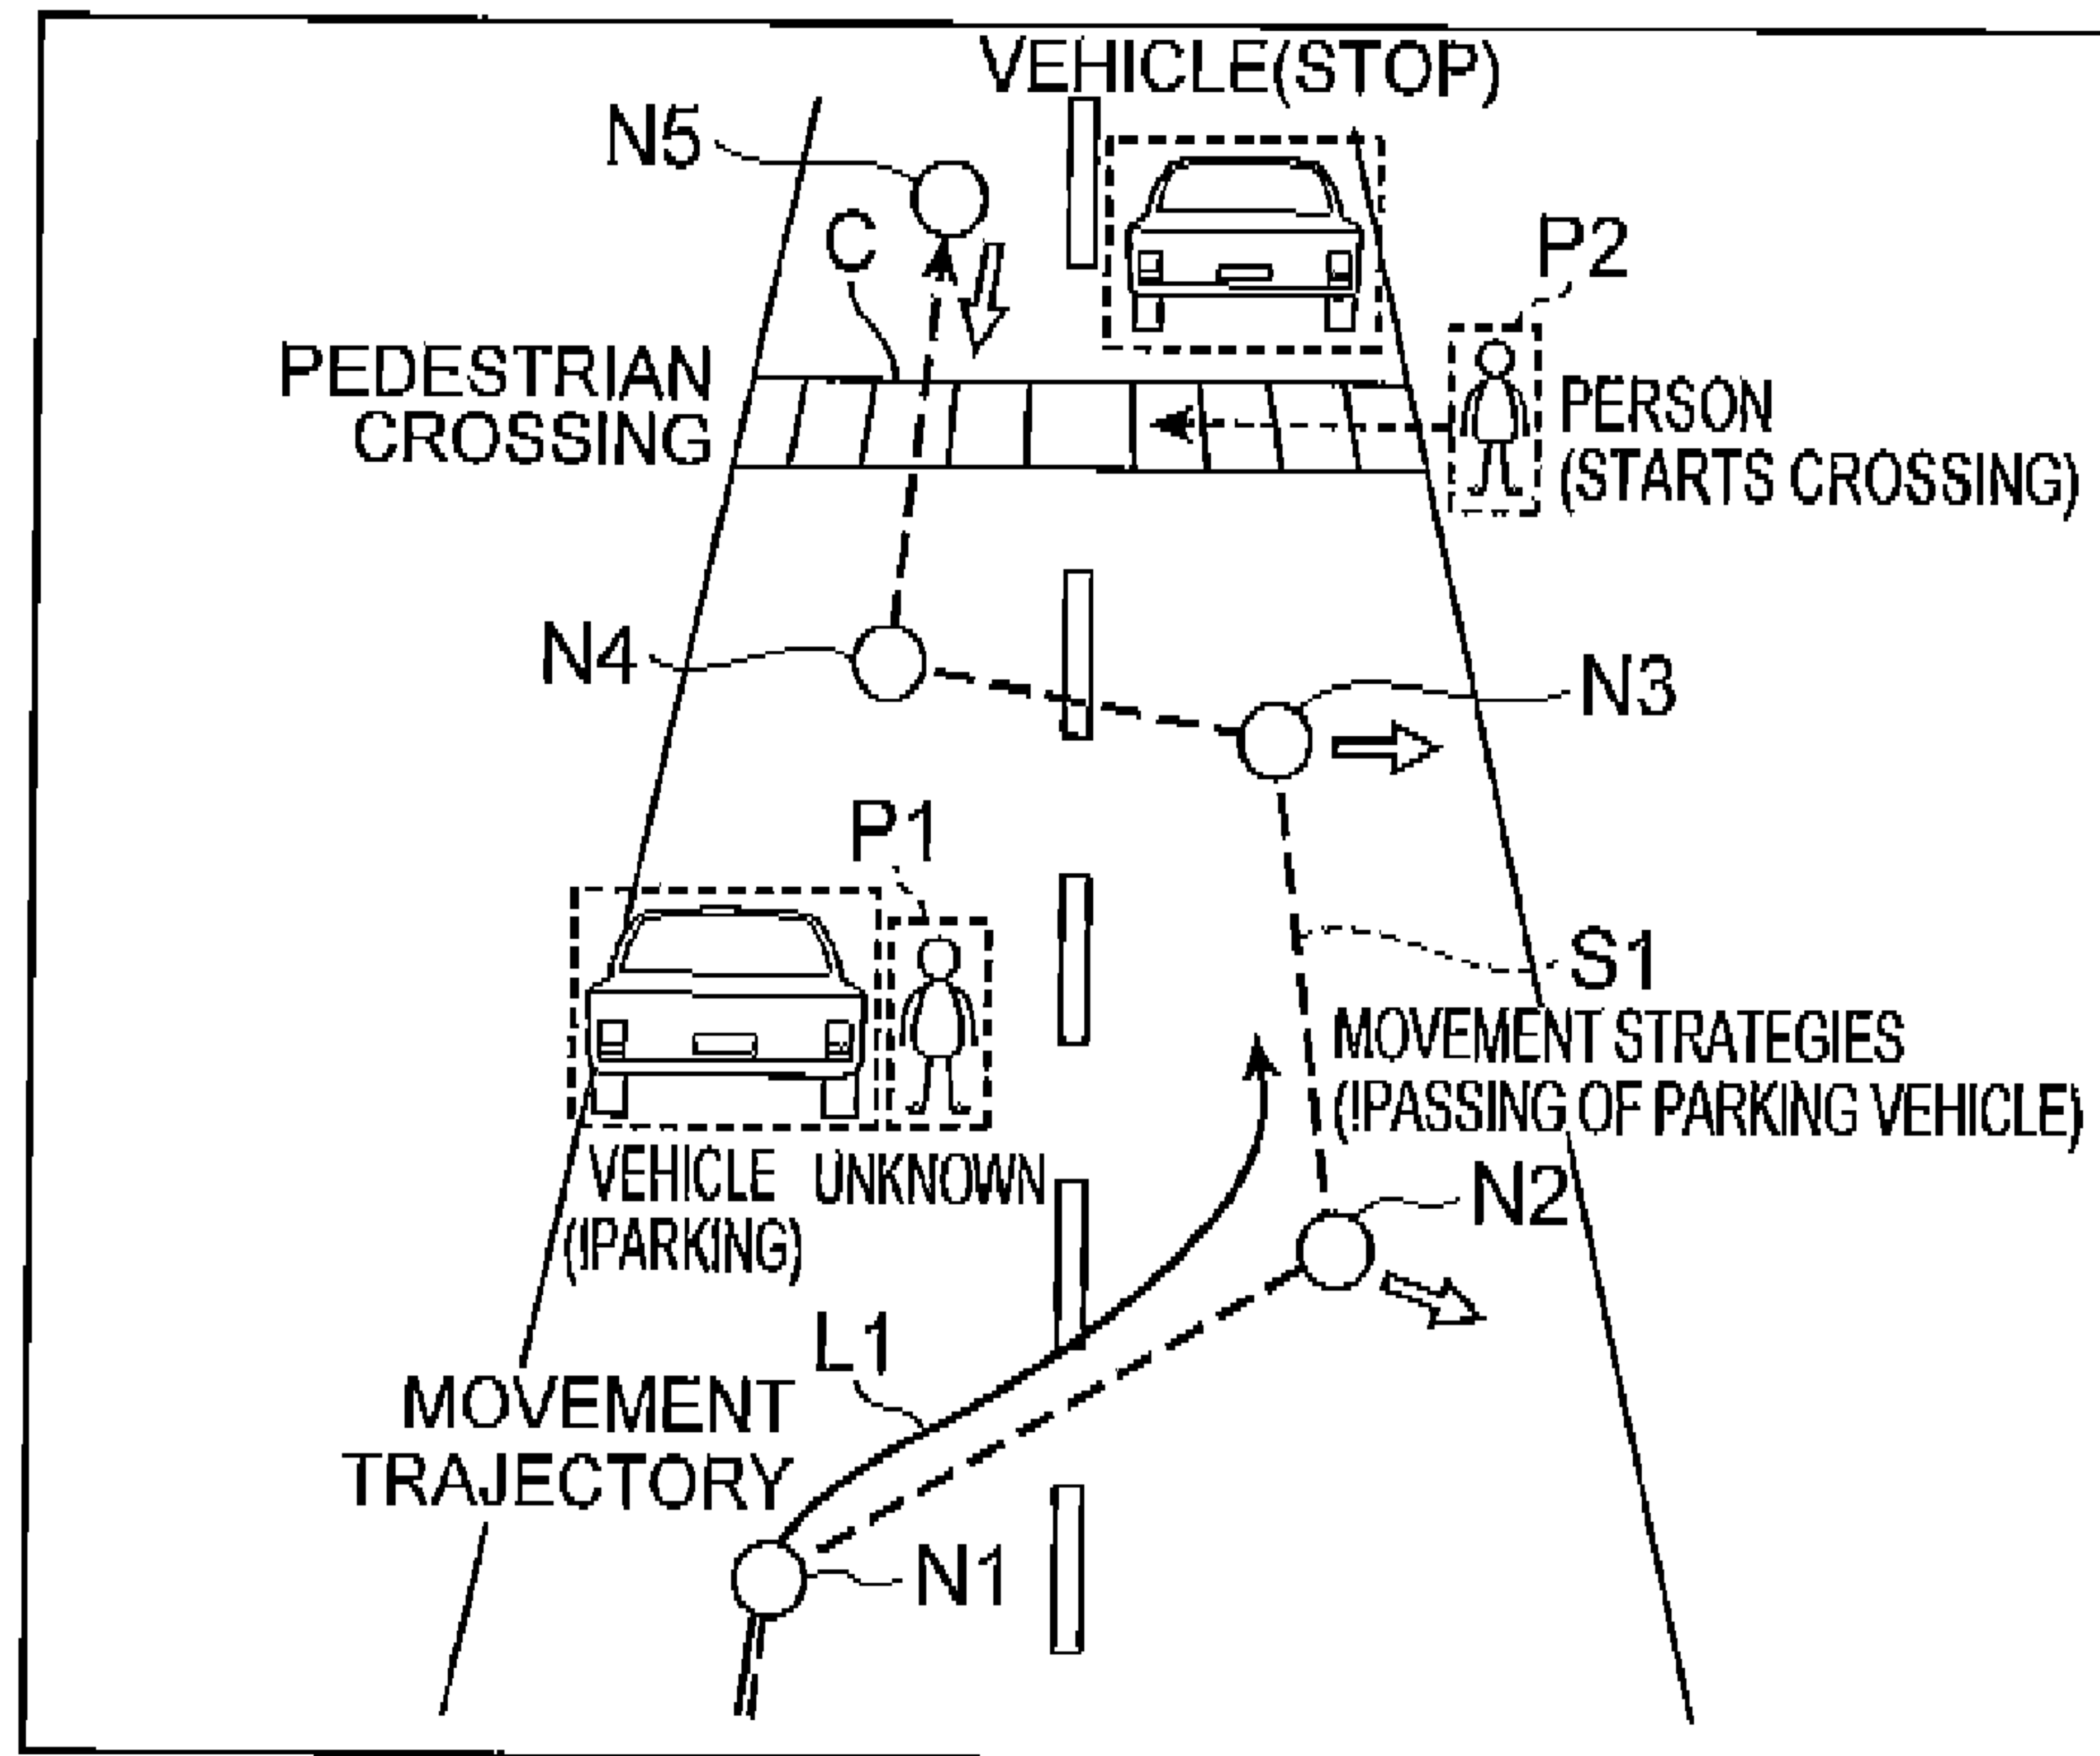 VEHICLE(STOP)
N5
C
P2
PEDESTRIAN
CROSSING
PERSON
(STARTS CROSSING)
N4
N3
P1
S1
MOVEMENT STRATEGIES
(!PASSING OF PARKING VEHICLE)
VEHICLE
(!PARKING)
UNKNOWN
N2
L1
MOVEMENT
TRAJECTORY
N1